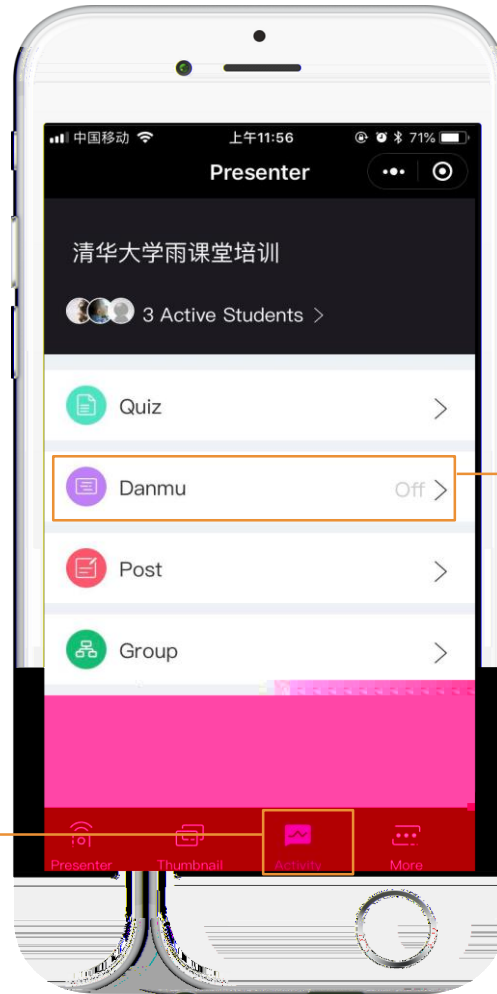 中国移动 上午11:56 71%
Presenter
清华大学雨课堂培训
3 Active Students >
Quiz
Danmu Off
Post
Group
Presenter Thumbnail Activity More